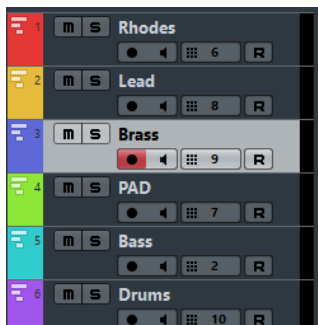 1 m S Rhodes
6 R
2 m S Lead
8 R
3 m S Brass
9 R
4 m S PAD
7 R
5 m S Bass
2 R
6 m S Drums
10 R